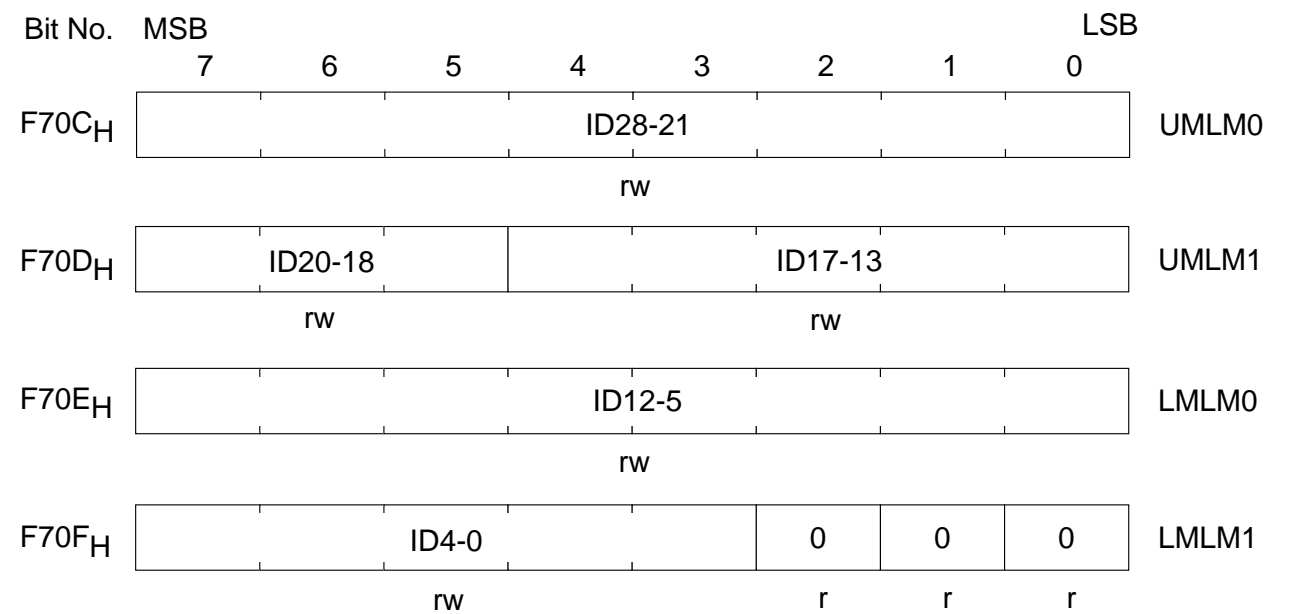 Bit No. MSB LSB
7 6 5 4 3 2 1 0
F70CH ID28-21 UMLM0
rw
F70DH ID20-18 ID17-13 UMLM1
rw rw
F70EH ID12-5 LMLM0
rw
F70FH ID4-0 0 0 0 LMLM1
rw r r r